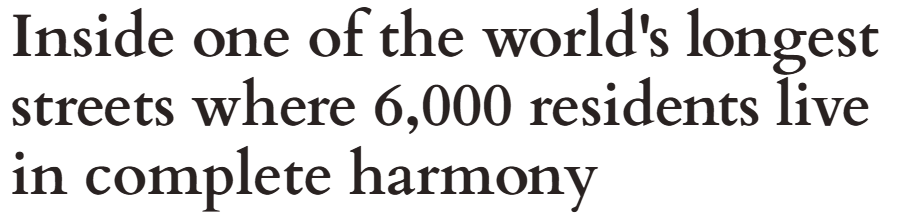 Inside one of the world's longest
streets where 6,000 residents live
in complete harmony